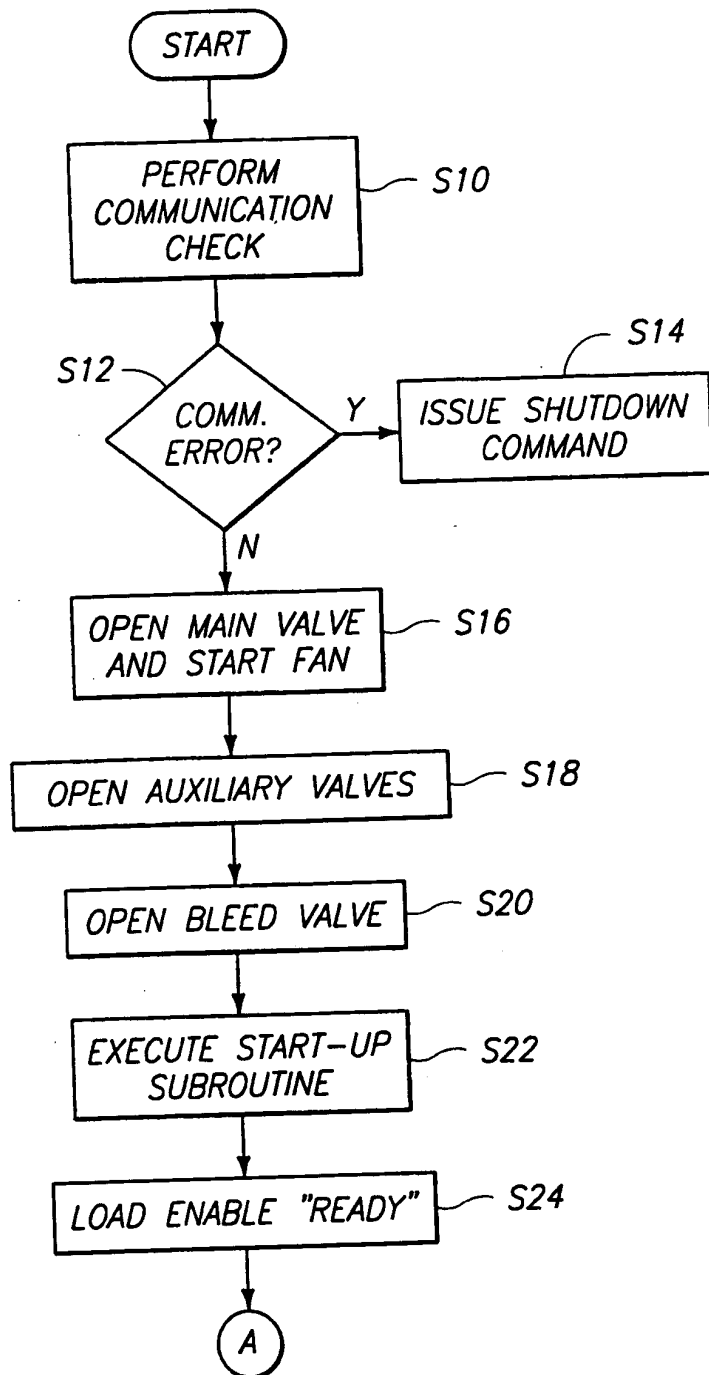 START
PERFORM
COMMUNICATION
CHECK
S10
S12
COMM.
ERROR?
Y
S14
ISSUE SHUTDOWN
COMMAND
N
OPEN MAIN VALVE
AND START FAN
S16
OPEN AUXILIARY VALVES
S18
OPEN BLEED VALVE
S20
EXECUTE START-UP
SUBROUTINE
S22
LOAD ENABLE "READY"
S24
A